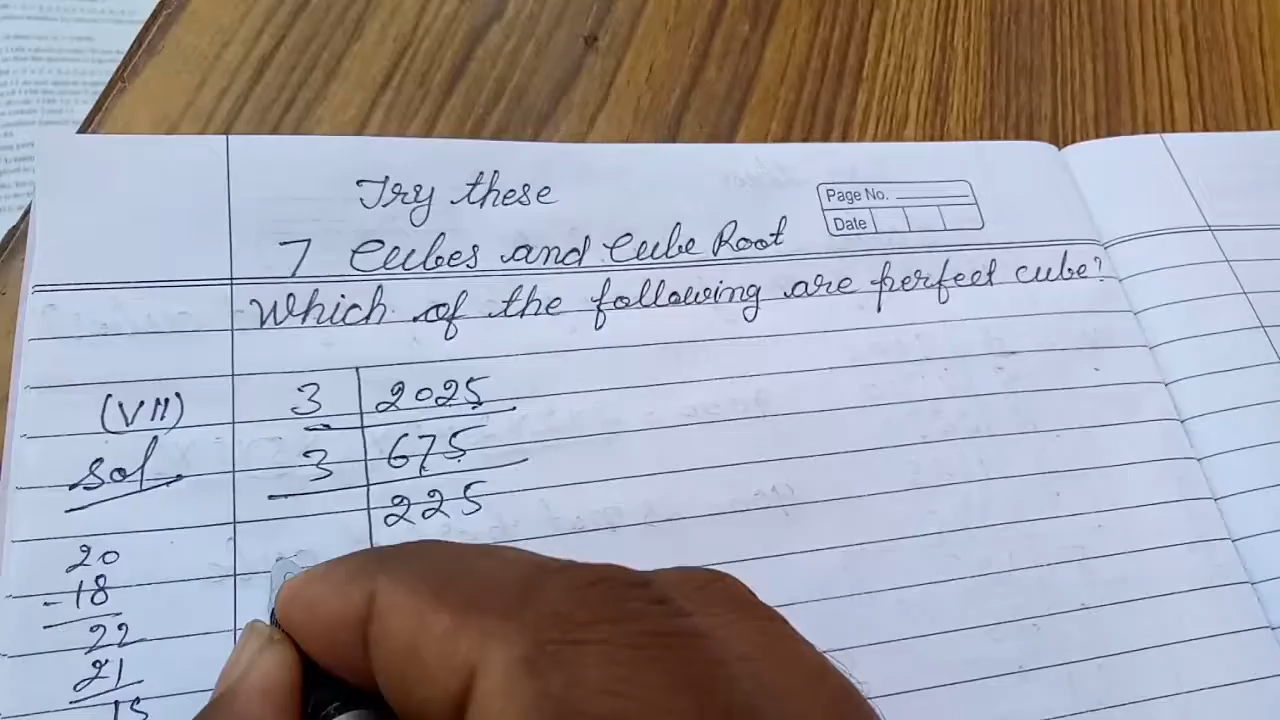 Try these
Page No.
Date
7 Cubes and Cube Root
Which of the following are perfect cube?
(VII)
3 2025
Sol
3 675
225
20
-18
22
21
15